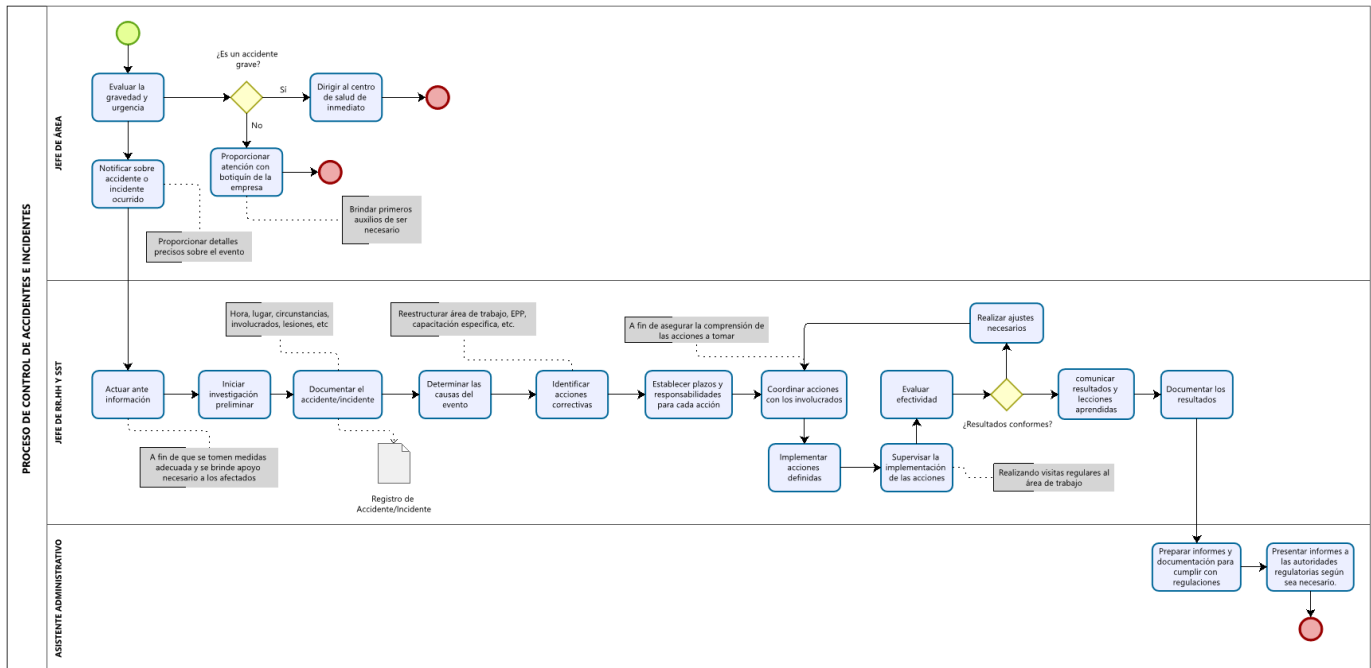 PROCESO DE CONTROL DE ACCIDENTES E INCIDENTES
JEFE DE ÁREA
¿Es un accidente
grave?
Evaluar la
gravedad y
urgencia
Sí
Dirigir al centro
de salud de
inmediato
No
Notificar sobre
accidente o
incidente
ocurrido
Proporcionar
atención con
botiquín de la
empresa
Brindar primeros
auxilios de ser
necesario
Proporcionar detalles
precisos sobre el evento
JEFE DE RR.HH Y SST
Hora, lugar, circunstancias,
involucrados, lesiones, etc
Reestructurar área de trabajo, EPP,
capacitación especifica, etc.
A fin de asegurar la comprensión de
las acciones a tomar
Realizar ajustes
necesarios
Actuar ante
información
Iniciar
investigación
preliminar
Documentar el
accidente/incidente
Determinar las
causas del
evento
Identificar
acciones
correctivas
Establecer plazos y
responsabilidades
para cada acción
Coordinar acciones
con los involucrados
Evaluar
efectividad
¿Resultados conformes?
comunicar
resultados y
lecciones
aprendidas
Documentar los
resultados
A fin de que se tomen medidas
adecuada y se brinde apoyo
necesario a los afectados
Registro de
Accidente/Incidente
Implementar
acciones
definidas
Supervisar la
implementación
de las acciones
Realizando visitas regulares al
área de trabajo
ASISTENTE ADMINISTRATIVO
Preparar informes y
documentación para
cumplir con
regulaciones
Presentar informes a
las autoridades
regulatorias según
sea necesario.